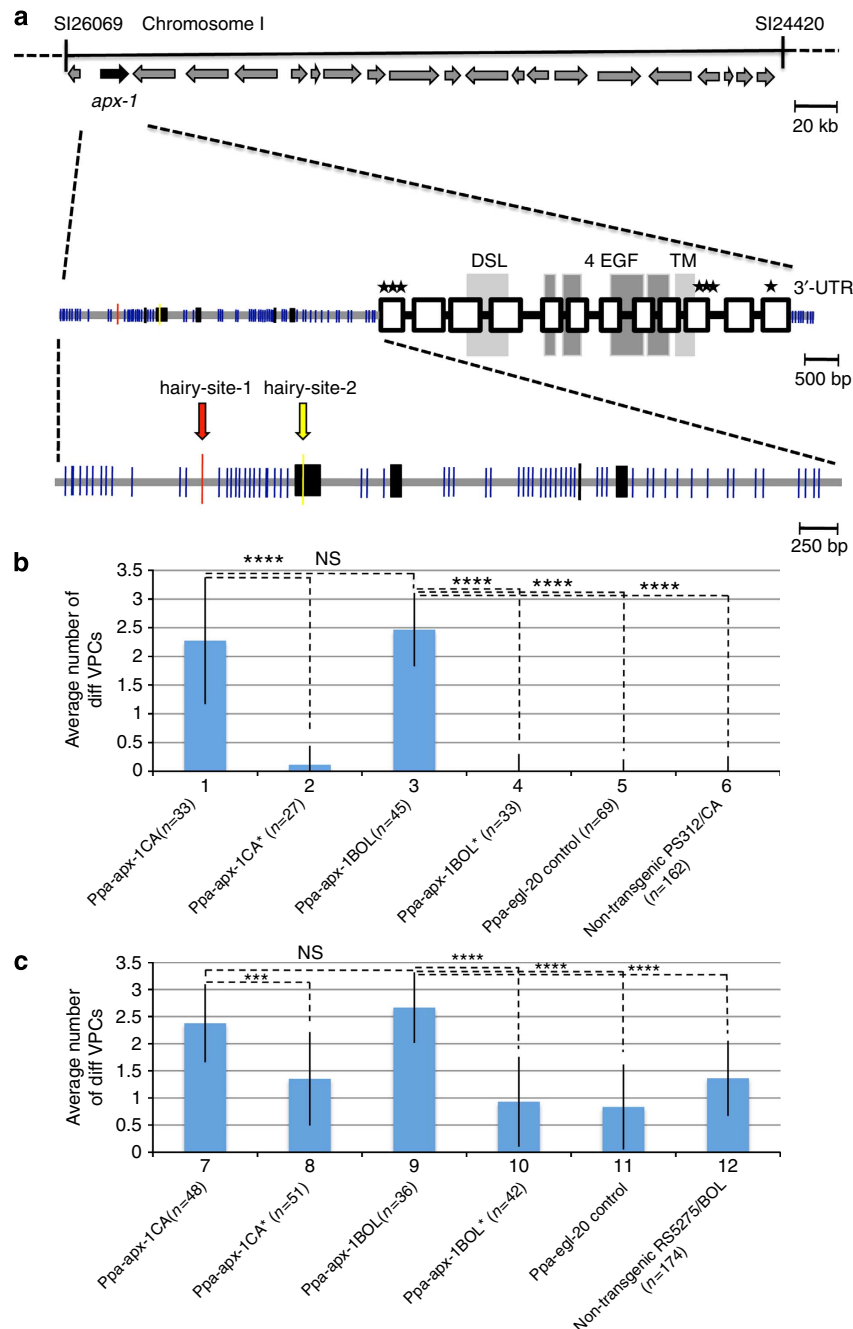 a
SI26069 Chromosome I SI24420
apx-1
20 kb
DSL 4 EGF TM
★★★ ★★★ ★ 3′-UTR
500 bp
hairy-site-1 hairy-site-2
250 bp
b
**** NS
**** **** ****
Average number of
diff VPCs
3.5
3
2.5
2
1.5
1
0.5
0
1 2 3 4 5 6
Ppa-apx-1CA(n=33)
Ppa-apx-1CA* (n=27)
Ppa-apx-1BOL(n=45)
Ppa-apx-1BOL* (n=33)
Ppa-egl-20 control (n=69)
Non-transgenic PS312/CA
(n=162)
c
NS
*** **** **** ****
Average number
of diff VPCs
3.5
3
2.5
2
1.5
1
0.5
0
7 8 9 10 11 12
Ppa-apx-1CA(n=48)
Ppa-apx-1CA* (n=51)
Ppa-apx-1BOL(n=36)
Ppa-apx-1BOL* (n=42)
Ppa-egl-20 control
Non-transgenic RS5275/BOL
(n=174)